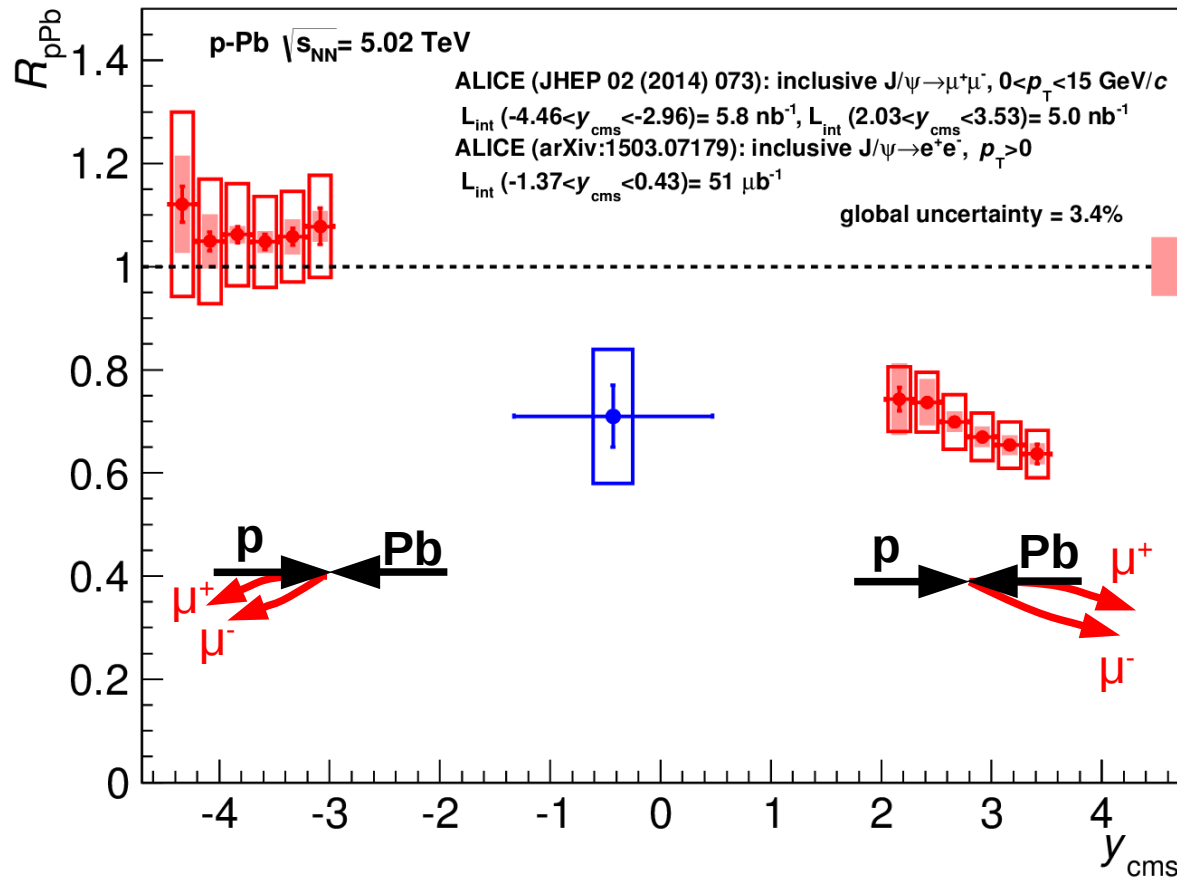 R_pPb
p-Pb √s_NN = 5.02 TeV
ALICE (JHEP 02 (2014) 073): inclusive J/ψ→μ⁺μ⁻, 0<p_T<15 GeV/c
L_int (-4.46<y_cms<-2.96)= 5.8 nb⁻¹, L_int (2.03<y_cms<3.53)= 5.0 nb⁻¹
ALICE (arXiv:1503.07179): inclusive J/ψ→e⁺e⁻, p_T>0
L_int (-1.37<y_cms<0.43)= 51 μb⁻¹
global uncertainty = 3.4%
1.4
1.2
1
0.8
0.6
0.4
0.2
0
p Pb
μ⁺
μ⁻
p Pb
μ⁺
μ⁻
-4 -3 -2 -1 0 1 2 3 4
y_cms